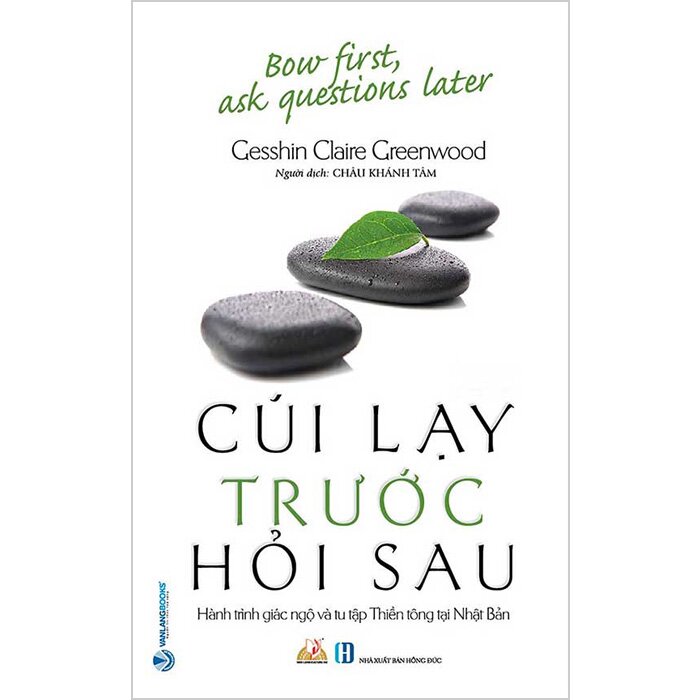 Bow first,
ask questions later
Gesshin Claire Greenwood
Người dịch: CHÂU KHÁNH TÂM
CÚI LẠY
TRƯỚC
HỎI SAU
Hành trình giác ngộ và tu tập Thiền tông tại Nhật Bản
VANLANGBOOKS
NHÀ XUẤT BẢN HỒNG ĐỨC